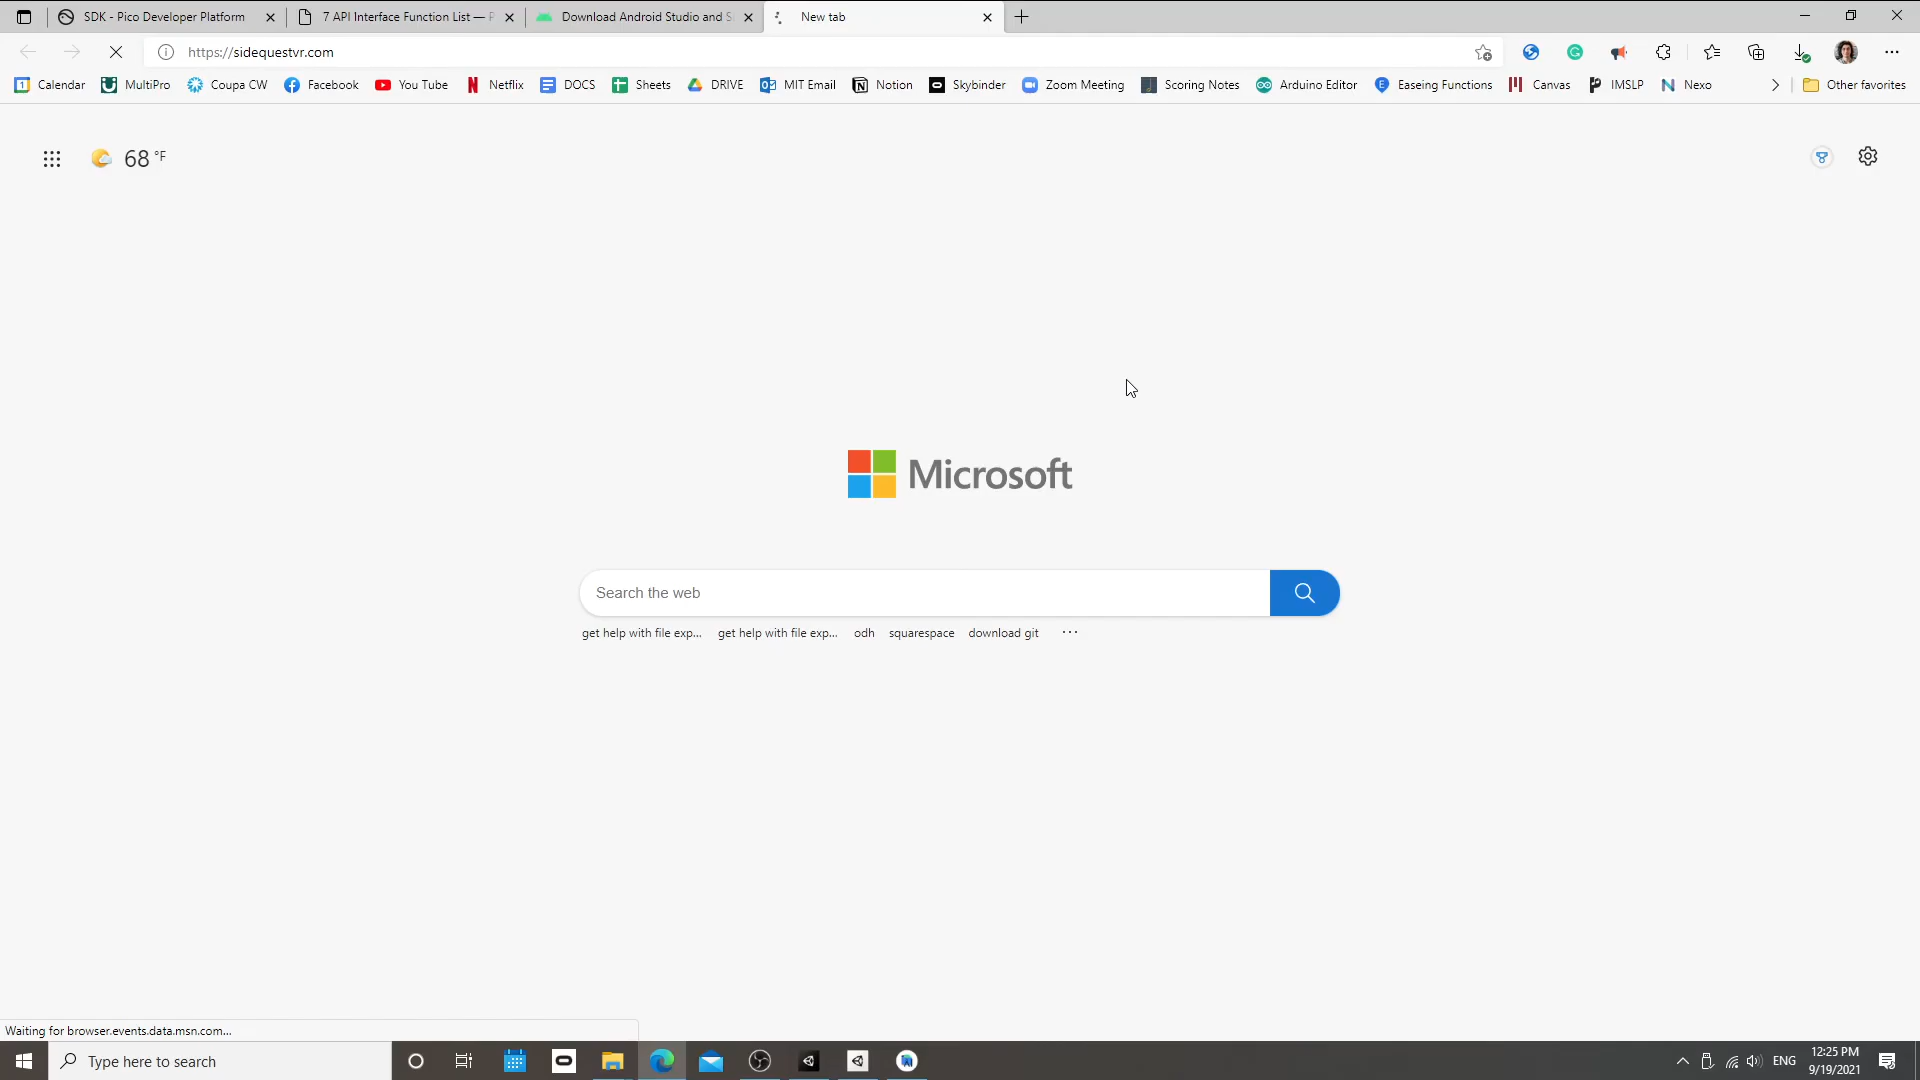 SDK - Pico Developer Platform
7 API Interface Function List — P
Download Android Studio and S
New tab
https://sidequestvr.com
Calendar
MultiPro
Coupa CW
Facebook
You Tube
Netflix
DOCS
Sheets
DRIVE
MIT Email
Notion
Skybinder
Zoom Meeting
Scoring Notes
Arduino Editor
Easeing Functions
Canvas
IMSLP
Nexo
Other favorites
68 °F
Microsoft
Search the web
get help with file exp...
get help with file exp...
odh
squarespace
download git
...
Waiting for browser.events.data.msn.com...
Type here to search
ENG
12:25 PM
9/19/2021